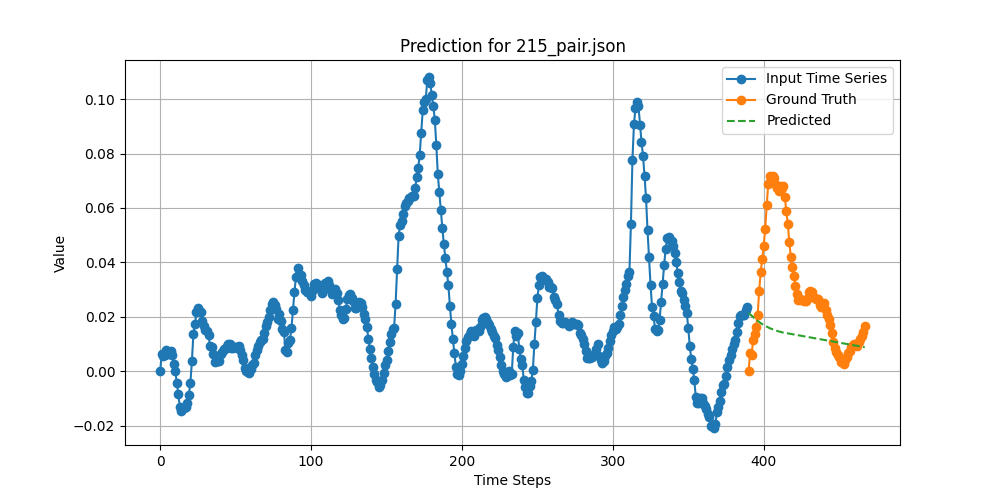 Prediction for 215_pair.json
Input Time Series
Ground Truth
Predicted
Value
0.10
0.08
0.06
0.04
0.02
0.00
−0.02
0
100
200
300
400
Time Steps